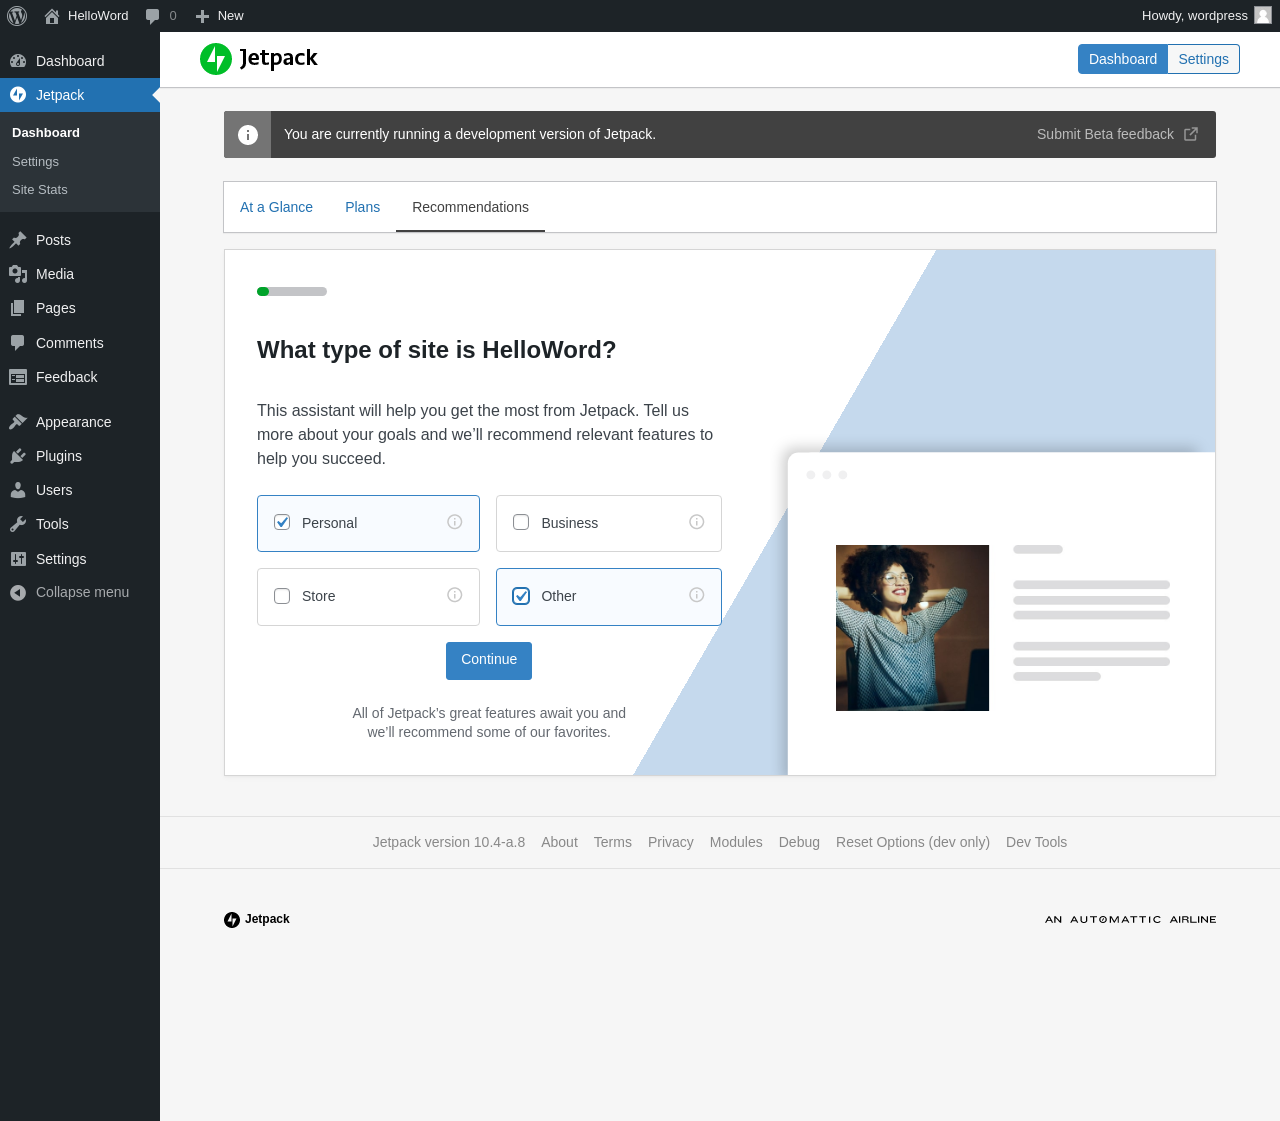 HelloWord
0
New
Howdy, wordpress
Dashboard
Jetpack
Dashboard
Settings
Site Stats
Posts
Media
Pages
Comments
Feedback
Appearance
Plugins
Users
Tools
Settings
Collapse menu
Jetpack
Dashboard
Settings
You are currently running a development version of Jetpack.
Submit Beta feedback
At a Glance
Plans
Recommendations
What type of site is HelloWord?
This assistant will help you get the most from Jetpack. Tell us
more about your goals and we’ll recommend relevant features to
help you succeed.
Personal
Business
Store
Other
Continue
All of Jetpack’s great features await you and
we’ll recommend some of our favorites.
Jetpack version 10.4-a.8
About
Terms
Privacy
Modules
Debug
Reset Options (dev only)
Dev Tools
Jetpack
AN AUTOMATTIC AIRLINE